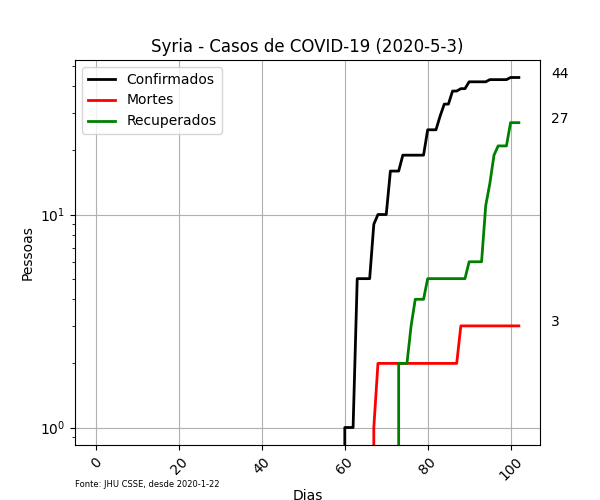 Syria - Casos de COVID-19 (2020-5-3)
Confirmados
Mortes
Recuperados
44
27
3
10¹
10⁰
Pessoas
0
20
40
60
80
100
Fonte: JHU CSSE, desde 2020-1-22
Dias